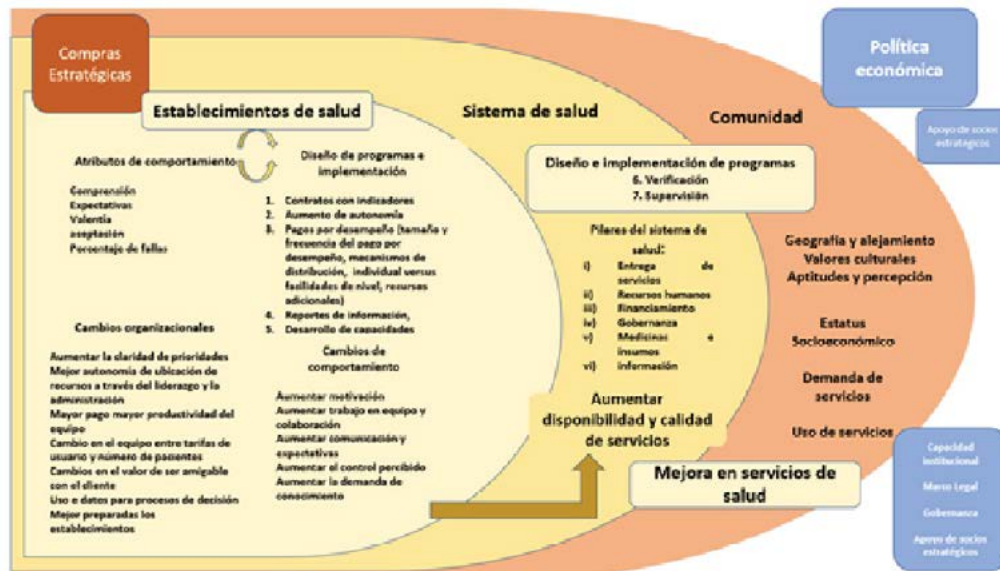 Compras
Estratégicas
Establecimientos de salud
Atributos de comportamiento
Comprensión
Expectativas
Valentía
aceptación
Porcentaje de fallas
Diseño de programas e
implementación
1. Contratos con indicadores
2. Aumento de autonomía
3. Pagos por desempeño (tamaño y
frecuencia del pago por
desempeño, mecanismos de
distribución, individual versus
facilidades de nivel, recursos
adicionales)
4. Reportes de información,
5. Desarrollo de capacidades
Cambios organizacionales
Aumentar la claridad de prioridades
Mejor autonomía de ubicación de
recursos a través del liderazgo y la
administración
Mayor pago mayor productividad del
equipo
Cambio en el equipo entre tarifas de
usuario y número de pacientes
Cambios en el valor de ser amigable
con el cliente
Uso e datos para procesos de decisión
Mejor preparadas los
establecimientos
Cambios de
comportamiento
Aumentar motivación
Aumentar trabajo en equipo y
colaboración
Aumentar comunicación y
expectativas
Aumentar el control percibido
Aumentar la demanda de
conocimiento
Sistema de salud
Diseño e implementación de programas
6. Verificación
7. Supervisión
Pilares del sistema de
salud:
i) Entrega de
servicios
ii) Recursos humanos
iii) Financiamiento
iv) Gobernanza
v) Medicinas e
insumos
vi) información
Aumentar
disponibilidad y calidad
de servicios
Mejora en servicios de
salud
Comunidad
Geografía y alejamiento
Valores culturales
Aptitudes y percepción
Estatus
Socioeconómico
Demanda de
servicios
Uso de servicios
Política
económica
Apoyo de socios
estratégicos
Capacidad
institucional
Marco Legal
Gobernanza
Apoyo de socios
estratégicos